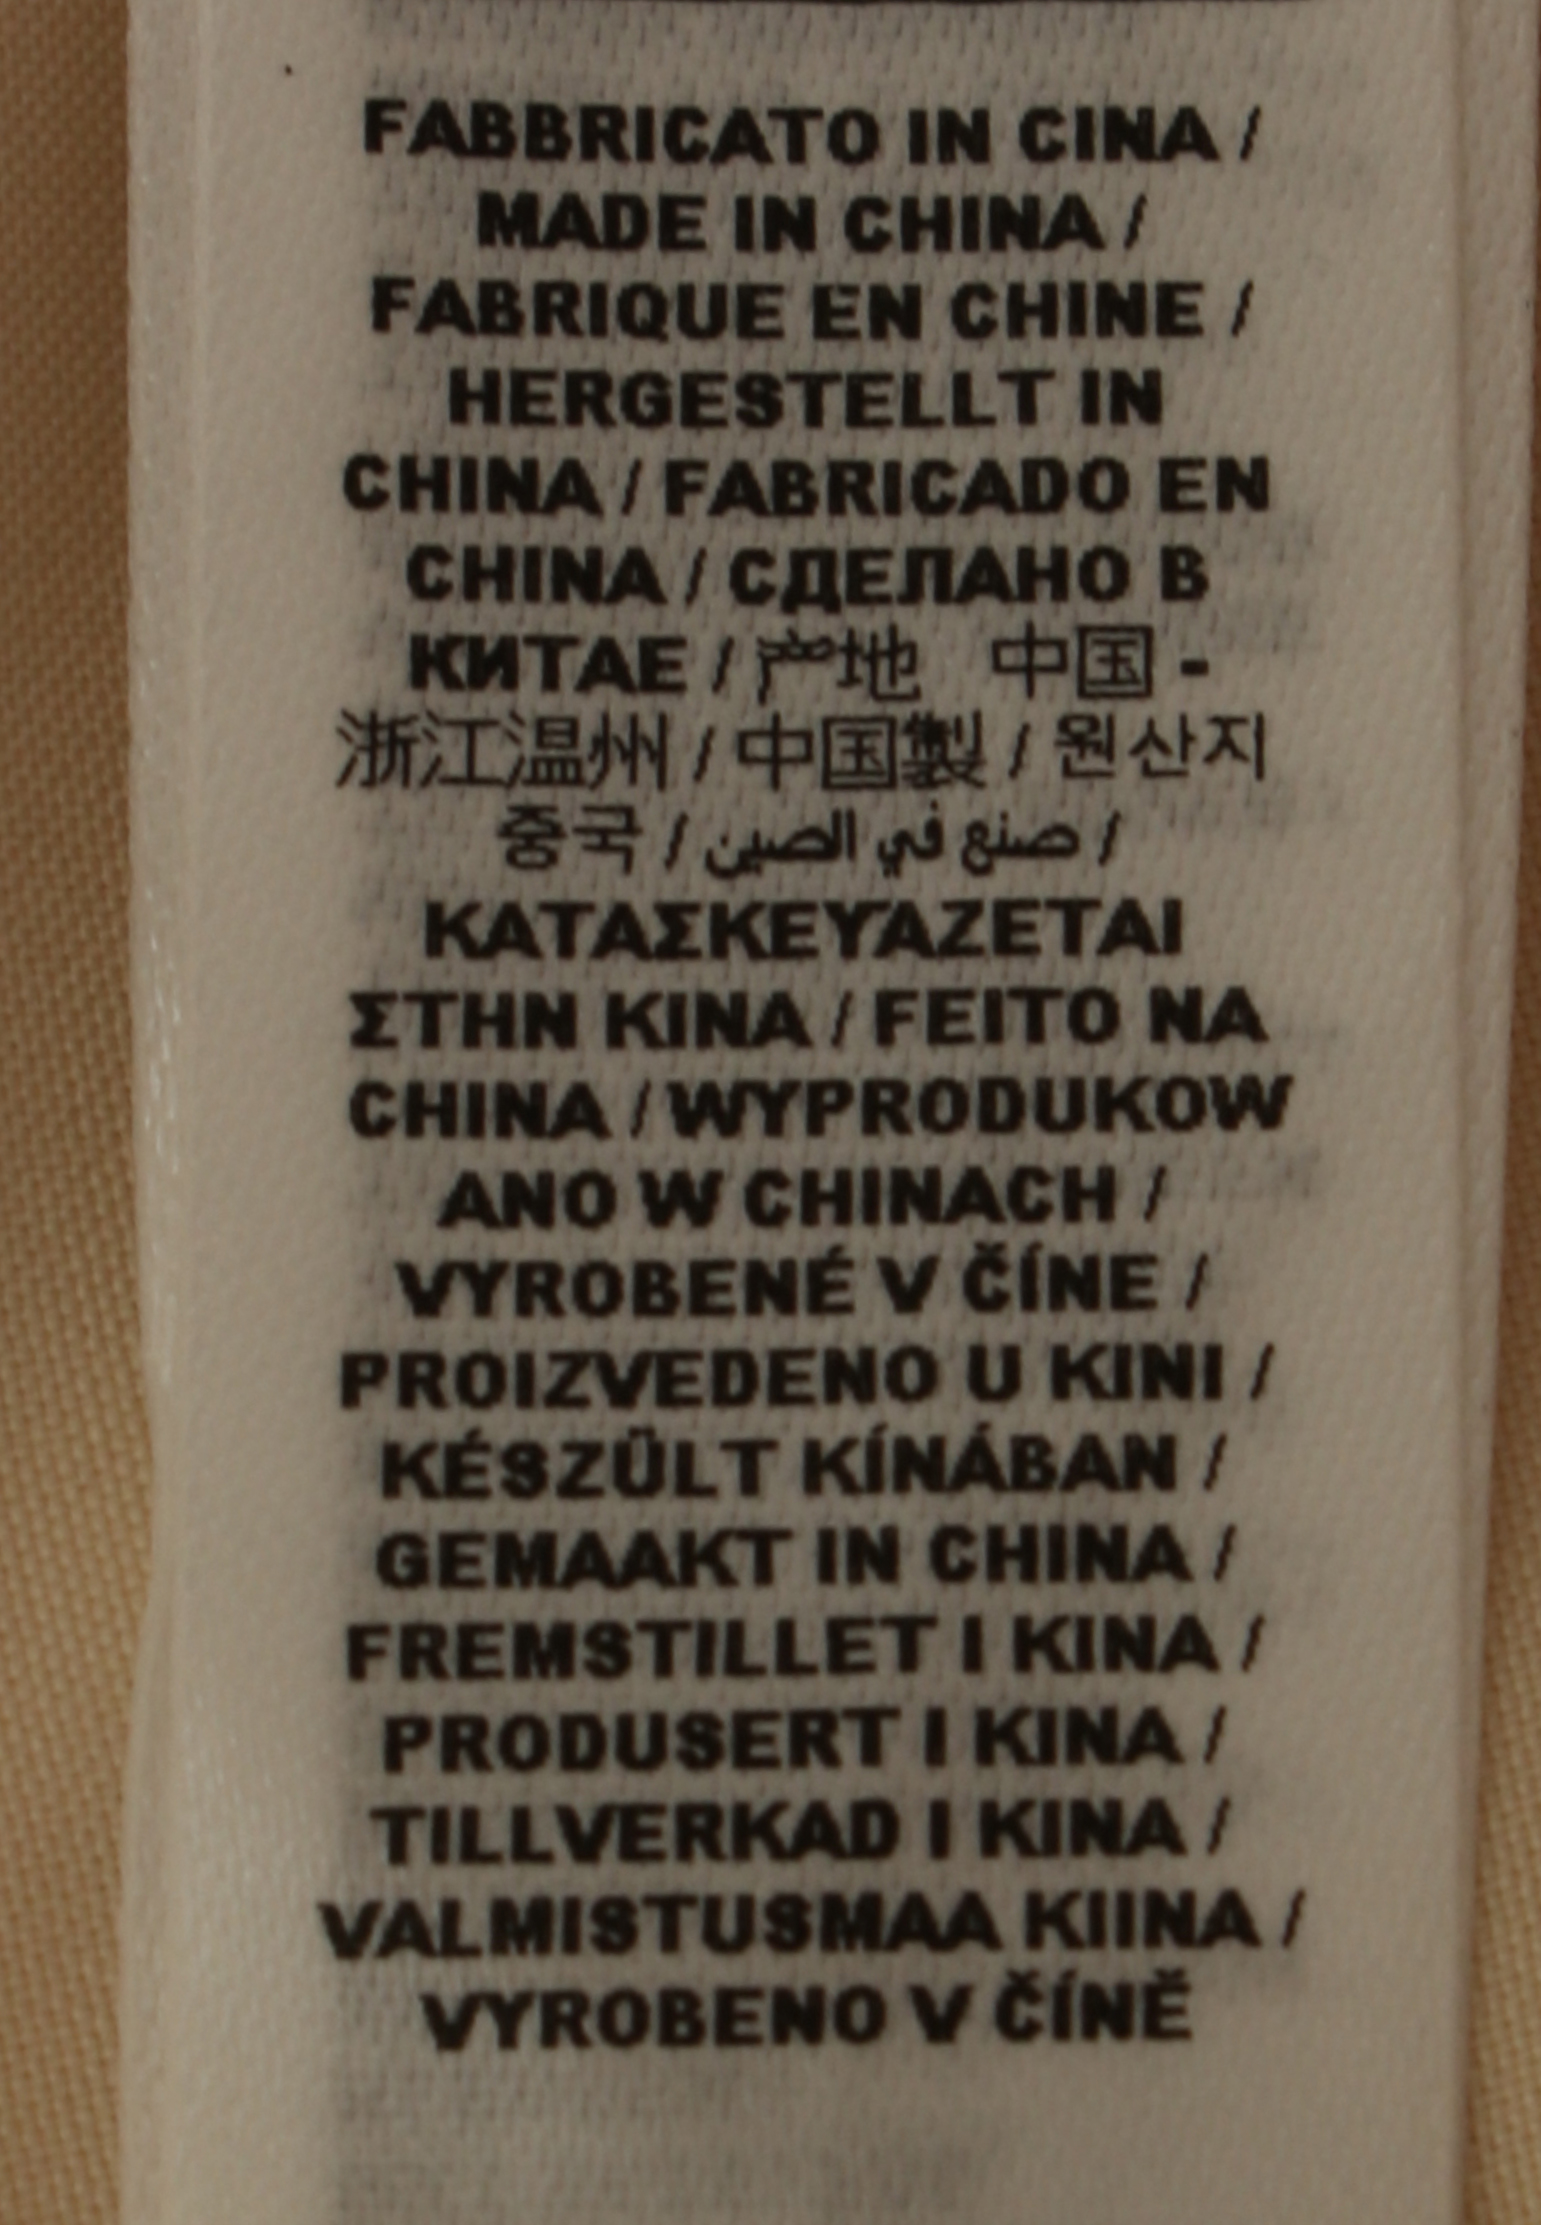 FABBRICATO IN CINA /
MADE IN CHINA /
FABRIQUE EN CHINE /
HERGESTELLT IN
CHINA / FABRICADO EN
CHINA / СДЕЛАНО В
КИТАЕ / 产地 中国 -
浙江温州 / 中国製 / 원산지
중국 / صنع في الصين /
ΚΑΤΑΣΚΕΥΑΖΕΤΑΙ
ΣΤΗΝ ΚΙΝΑ / FEITO NA
CHINA / WYPRODUKOW
ANO W CHINACH /
VYROBENÉ V ČÍNE /
PROIZVEDENO U KINI /
KÉSZÜLT KÍNÁBAN /
GEMAAKT IN CHINA /
FREMSTILLET I KINA /
PRODUSERT I KINA /
TILLVERKAD I KINA /
VALMISTUSMAA KIINA /
VYROBENO V ČÍNĚ